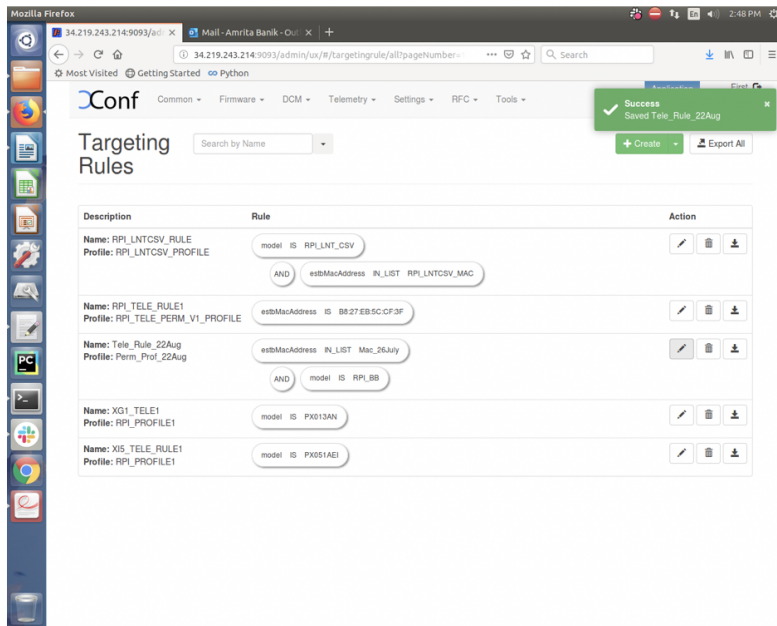 Mozilla Firefox
En
2:48 PM
34.219.243.214:9093/ad
Mail - Amrita Banik - Out
34.219.243.214:9093/admin/ux/#/targetingrule/all?pageNumber=
Search
Most Visited Getting Started Python
Application
First
XConf
Common
Firmware
DCM
Telemetry
Settings
RFC
Tools
Success
Saved Tele_Rule_22Aug
Targeting
Rules
Search by Name
+ Create
Export All
Description
Rule
Action
Name: RPI_LNTCSV_RULE
Profile: RPI_LNTCSV_PROFILE
model IS RPI_LNT_CSV
AND estbMacAddress IN_LIST RPI_LNTCSV_MAC
Name: RPI_TELE_RULE1
Profile: RPI_TELE_PERM_V1_PROFILE
estbMacAddress IS B8:27:EB:5C:CF:3F
Name: Tele_Rule_22Aug
Profile: Perm_Prof_22Aug
estbMacAddress IN_LIST Mac_26July
AND model IS RPI_BB
Name: XG1_TELE1
Profile: RPI_PROFILE1
model IS PX013AN
Name: XI5_TELE_RULE1
Profile: RPI_PROFILE1
model IS PX051AEI
PC